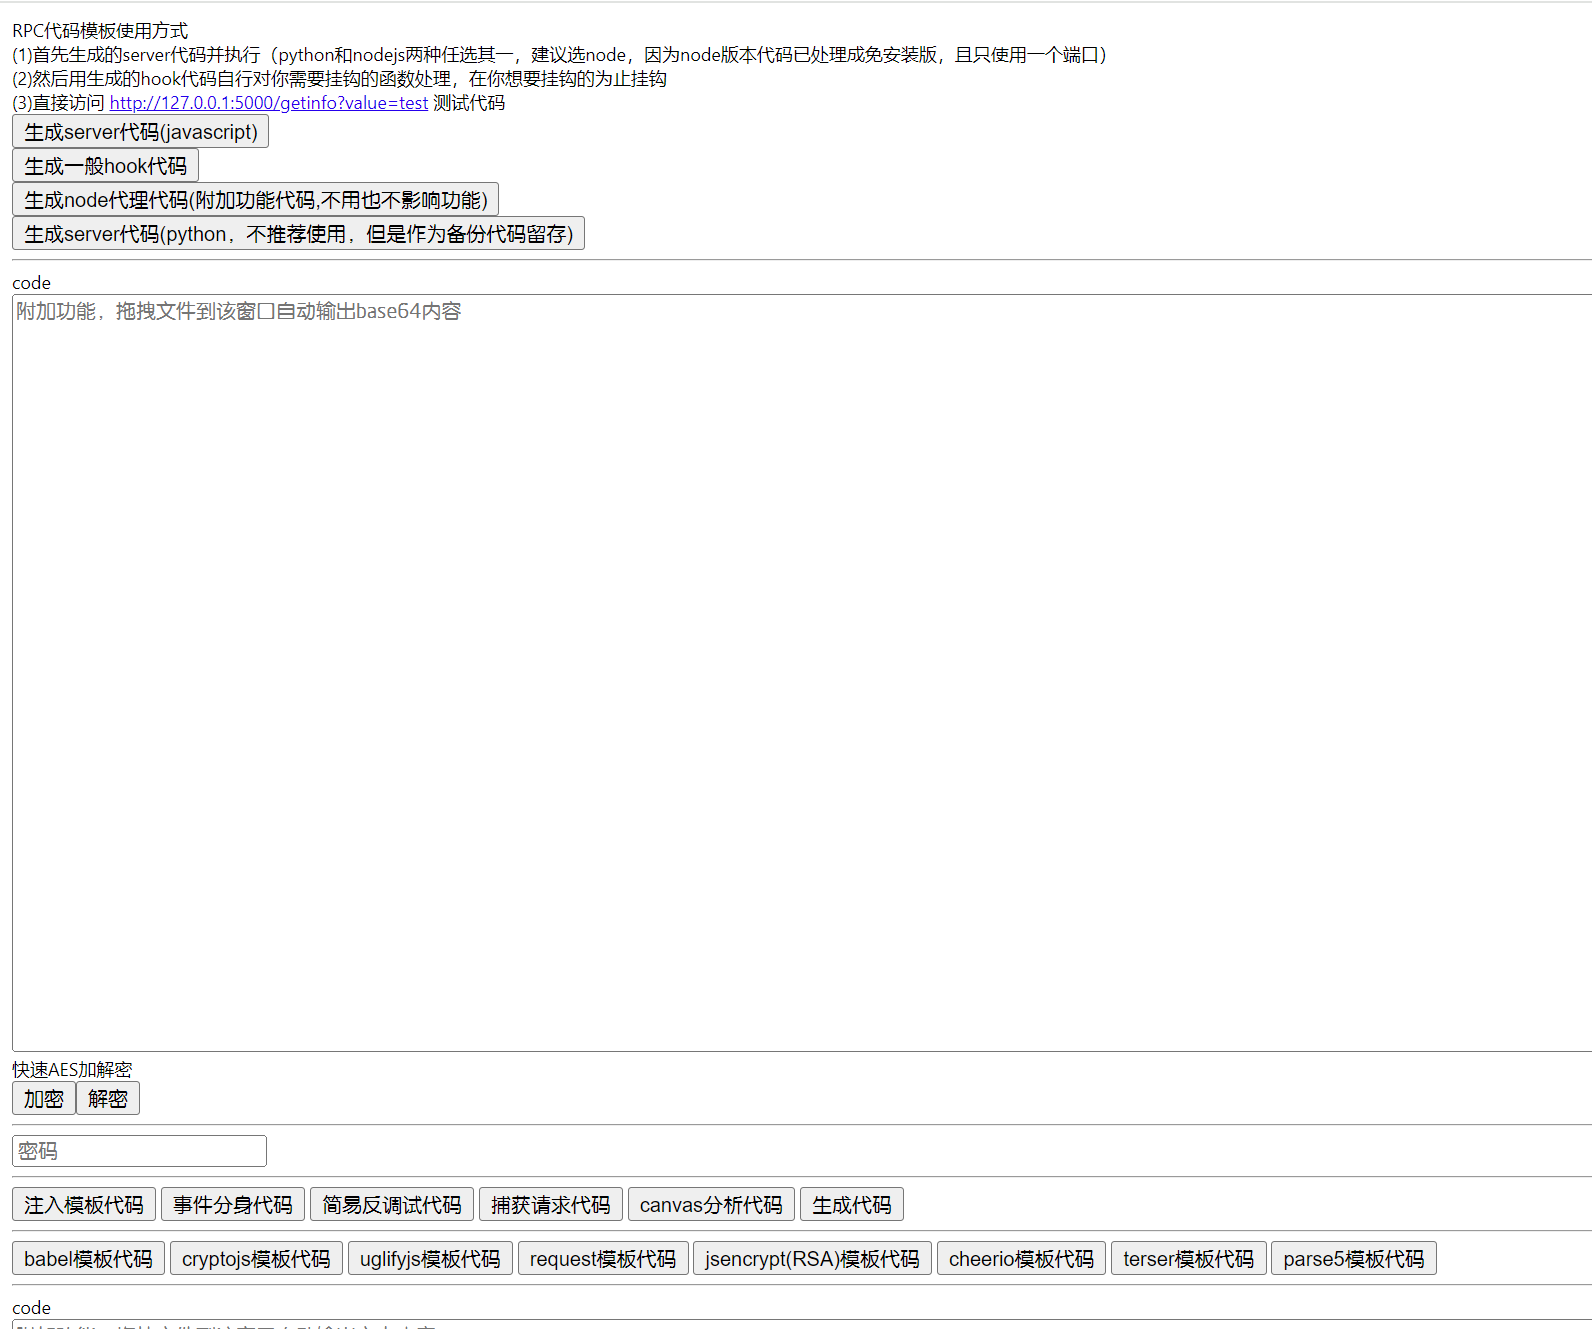 RPC代码模板使用方式
(1)首先生成的server代码并执行（python和nodejs两种任选其一，建议选node，因为node版本代码已处理成免安装版，且只使用一个端口）
(2)然后用生成的hook代码自行对你需要挂钩的函数处理，在你想要挂钩的为止挂钩
(3)直接访问 http://127.0.0.1:5000/getinfo?value=test 测试代码
生成server代码(javascript)
生成一般hook代码
生成node代理代码(附加功能代码,不用也不影响功能)
生成server代码(python，不推荐使用，但是作为备份代码留存)
code
附加功能，拖拽文件到该窗口自动输出base64内容
快速AES加解密
加密 解密
密码
注入模板代码 事件分身代码 简易反调试代码 捕获请求代码 canvas分析代码 生成代码
babel模板代码 cryptojs模板代码 uglifyjs模板代码 request模板代码 jsencrypt(RSA)模板代码 cheerio模板代码 terser模板代码 parse5模板代码
code